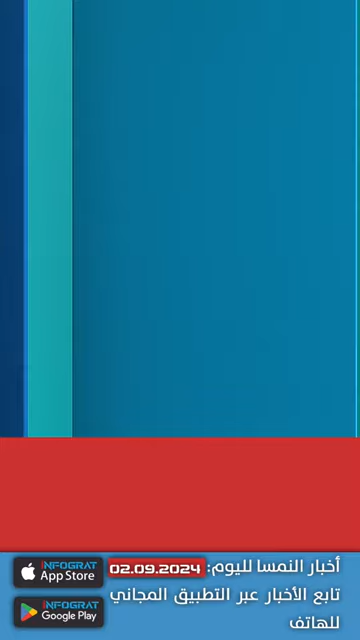 أخبار النمسا لليوم: 02.09.2024
تابع الأخبار عبر التطبيق المجاني
للهاتف
INFOGRAT
App Store
INFOGRAT
Google Play